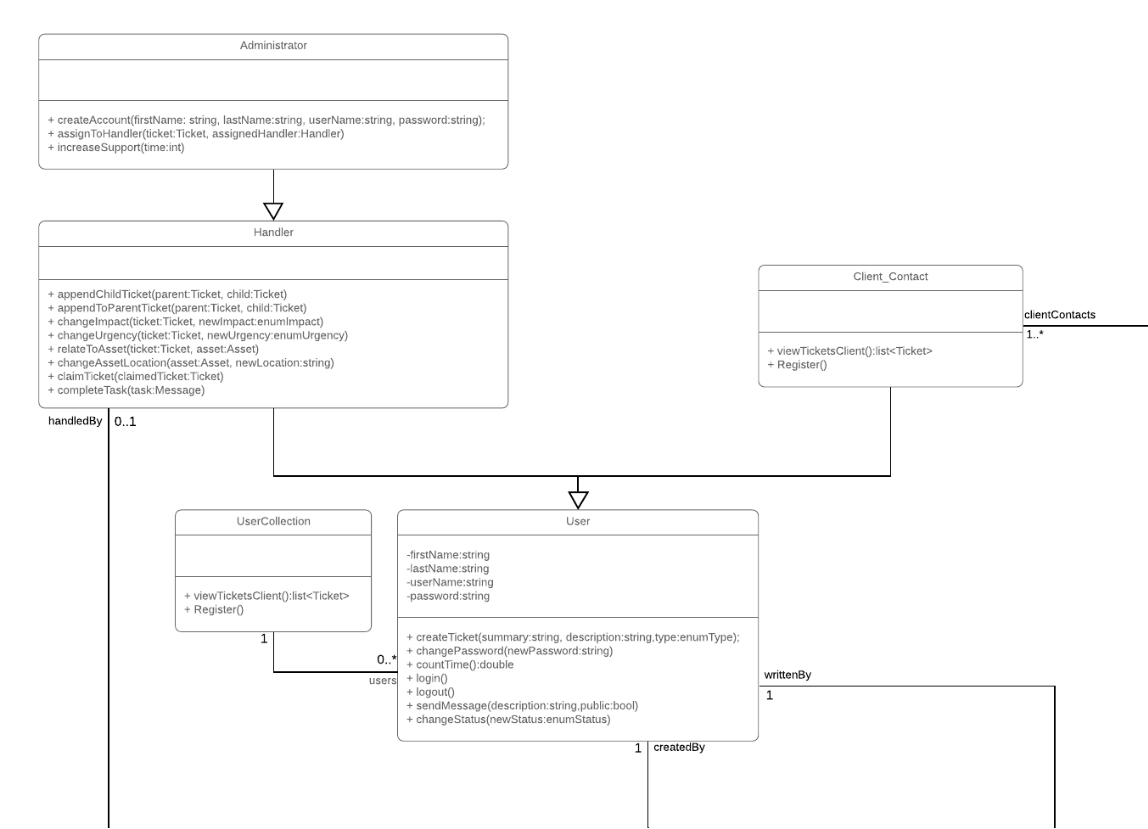 Administrator
+ createAccount(firstName: string, lastName:string, userName:string, password:string);
+ assignToHandler(ticket:Ticket, assignedHandler:Handler)
+ increaseSupport(time:int)
Handler
+ appendChildTicket(parent:Ticket, child:Ticket)
+ appendToParentTicket(parent:Ticket, child:Ticket)
+ changeImpact(ticket:Ticket, newImpact:enumImpact)
+ changeUrgency(ticket:Ticket, newUrgency:enumUrgency)
+ relateToAsset(ticket:Ticket, asset:Asset)
+ changeAssetLocation(asset:Asset, newLocation:string)
+ claimTicket(claimedTicket:Ticket)
+ completeTask(task:Message)
handledBy
0..1
Client_Contact
+ viewTicketsClient():list<Ticket>
+ Register()
clientContacts
1..*
UserCollection
+ viewTicketsClient():list<Ticket>
+ Register()
1
0..*
users
User
-firstName:string
-lastName:string
-userName:string
-password:string
+ createTicket(summary:string, description:string,type:enumType);
+ changePassword(newPassword:string)
+ countTime():double
+ login()
+ logout()
+ sendMessage(description:string,public:bool)
+ changeStatus(newStatus:enumStatus)
writtenBy
1
1
createdBy